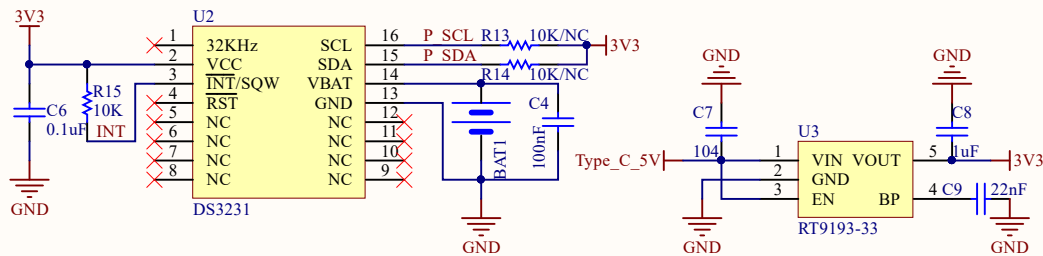 3V3
U2
1 32KHz SCL 16 P_SCL R13 10K/NC
2 VCC SDA 15 P_SDA 3V3
3 INT/SQW VBAT 14 R14 10K/NC
4 RST GND 13
5 NC NC 12
6 NC NC 11
7 NC NC 10
8 NC NC 9
DS3231
C6
0.1uF
R15
10K
INT
GND
BAT1
C4
100nF
GND
GND
C7
104
Type_C_5V
GND
C8
1uF
U3
1 VIN VOUT 5 3V3
2 GND
3 EN BP 4 C9 22nF
RT9193-33
GND
GND